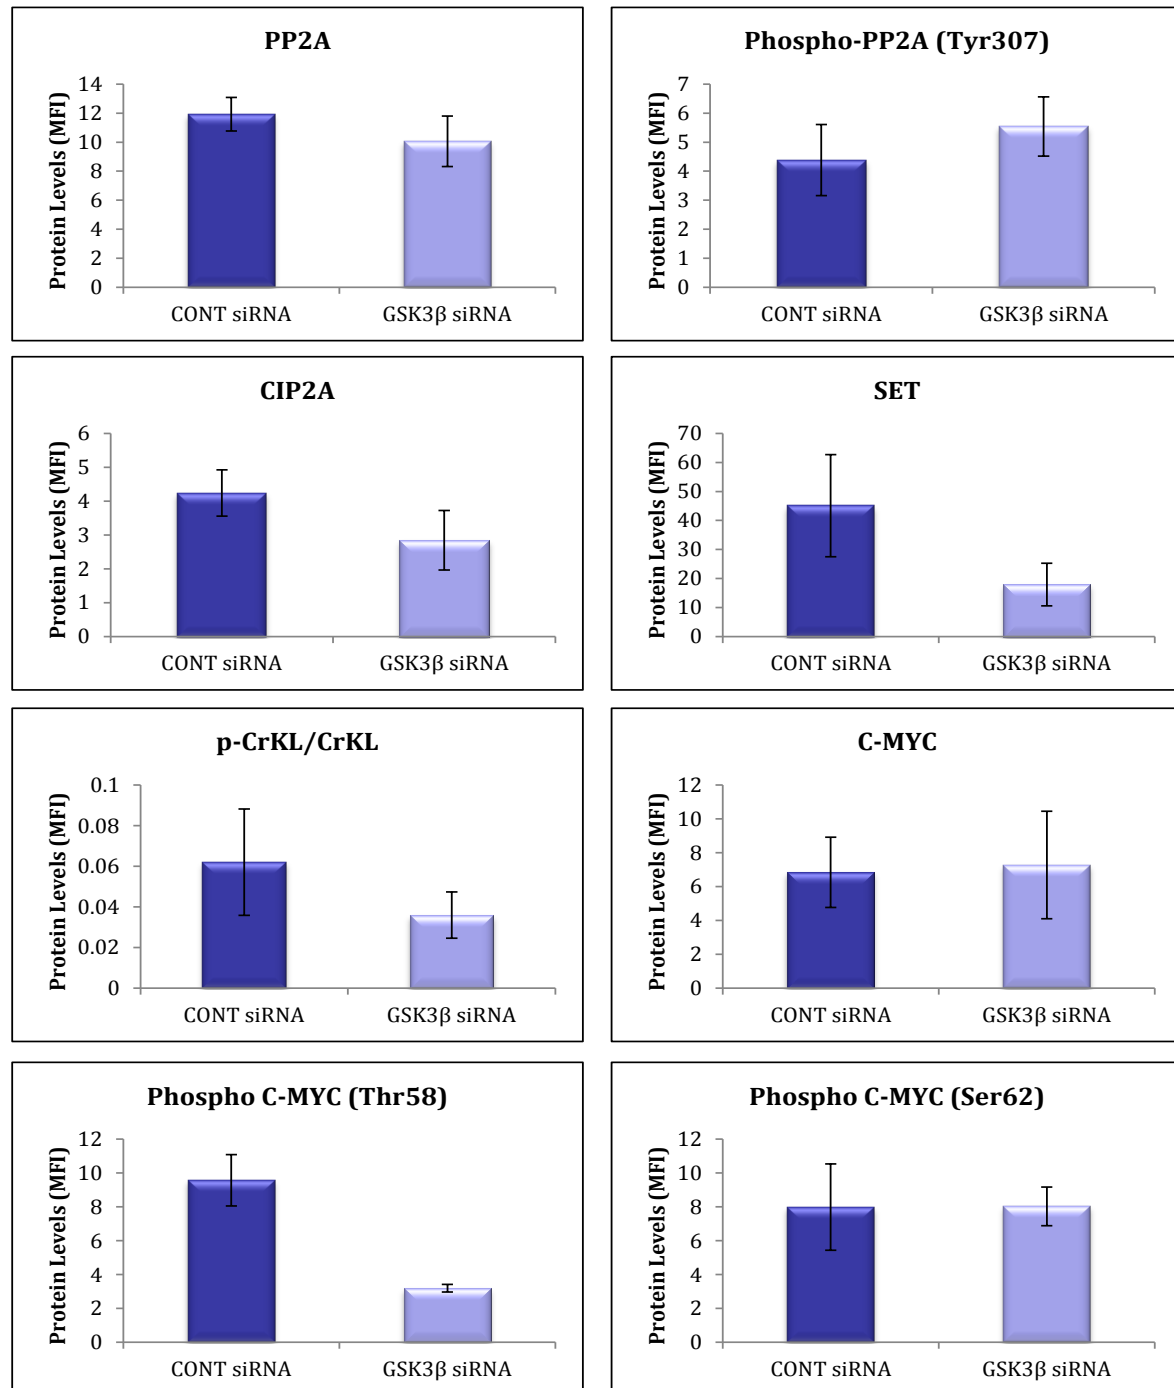 PP2A
Protein Levels (MFI)
14
12
10
8
6
4
2
0
CONT siRNA
GSK3β siRNA
Phospho-PP2A (Tyr307)
Protein Levels (MFI)
7
6
5
4
3
2
1
0
CONT siRNA
GSK3β siRNA
CIP2A
Protein Levels (MFI)
6
5
4
3
2
1
0
CONT siRNA
GSK3β siRNA
SET
Protein Levels (MFI)
70
60
50
40
30
20
10
0
CONT siRNA
GSK3β siRNA
p-CrKL/CrKL
Protein Levels (MFI)
0.1
0.08
0.06
0.04
0.02
0
CONT siRNA
GSK3β siRNA
C-MYC
Protein Levels (MFI)
12
10
8
6
4
2
0
CONT siRNA
GSK3β siRNA
Phospho C-MYC (Thr58)
Protein Levels (MFI)
12
10
8
6
4
2
0
CONT siRNA
GSK3β siRNA
Phospho C-MYC (Ser62)
Protein Levels (MFI)
12
10
8
6
4
2
0
CONT siRNA
GSK3β siRNA